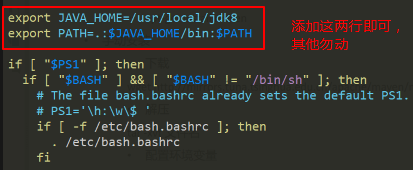 export JAVA_HOME=/usr/local/jdk8
export PATH=.:$JAVA_HOME/bin:$PATH
添加这两行即可，
其他勿动
if [ "$PS1" ]; then
  if [ "$BASH" ] && [ "$BASH" != "/bin/sh" ]; then
    # The file bash.bashrc already sets the default PS1.
    # PS1='\h:\w\$ '
    if [ -f /etc/bash.bashrc ]; then
      . /etc/bash.bashrc
    fi